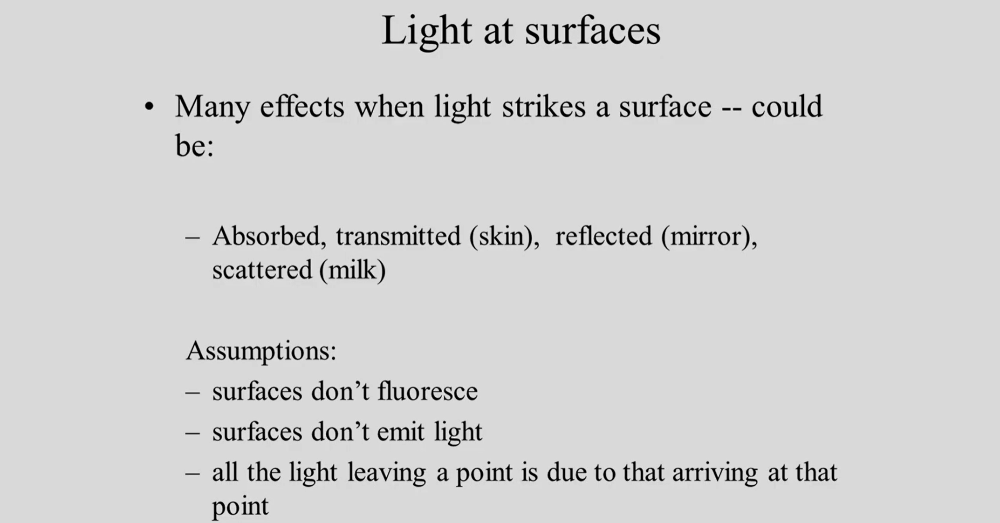 Light at surfaces
• Many effects when light strikes a surface -- could
be:
– Absorbed, transmitted (skin), reflected (mirror),
scattered (milk)
Assumptions:
– surfaces don’t fluoresce
– surfaces don’t emit light
– all the light leaving a point is due to that arriving at that
point